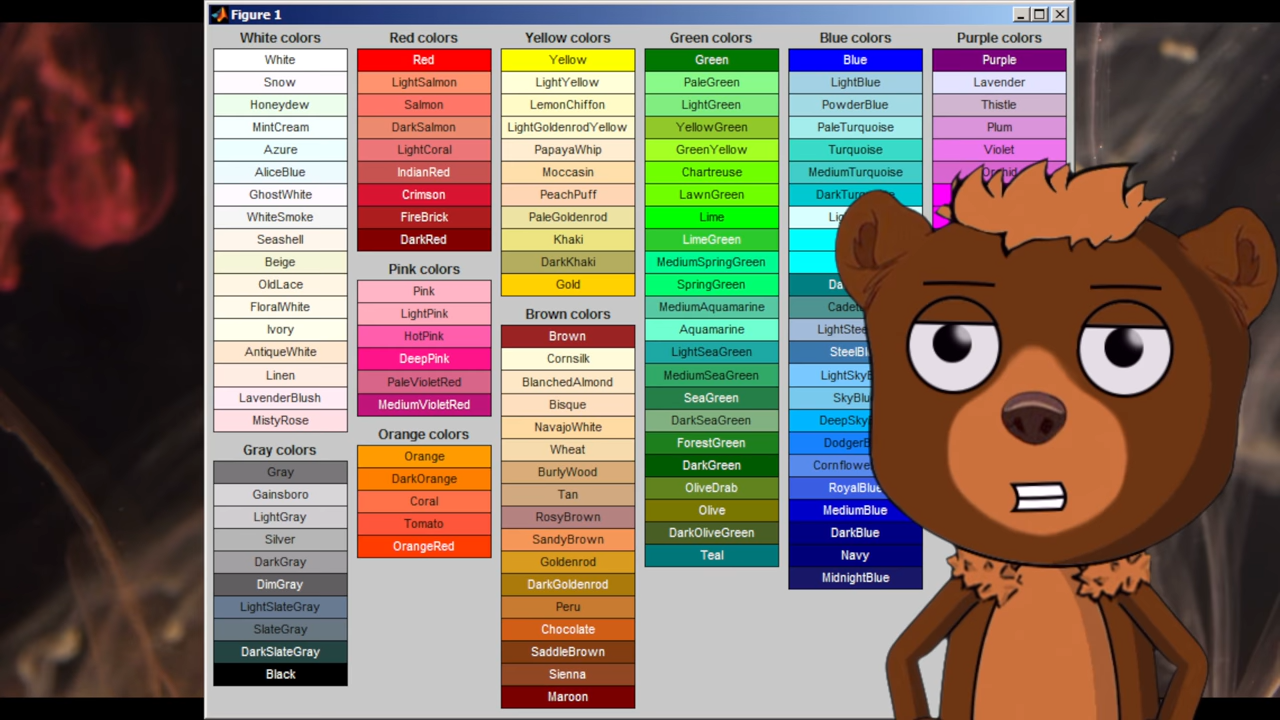 Figure 1
White colors
White
Snow
Honeydew
MintCream
Azure
AliceBlue
GhostWhite
WhiteSmoke
Seashell
Beige
OldLace
FloralWhite
Ivory
AntiqueWhite
Linen
LavenderBlush
MistyRose
Gray colors
Gray
Gainsboro
LightGray
Silver
DarkGray
DimGray
LightSlateGray
SlateGray
DarkSlateGray
Black
Red colors
Red
LightSalmon
Salmon
DarkSalmon
LightCoral
IndianRed
Crimson
FireBrick
DarkRed
Pink colors
Pink
LightPink
HotPink
DeepPink
PaleVioletRed
MediumVioletRed
Orange colors
Orange
DarkOrange
Coral
Tomato
OrangeRed
Yellow colors
Yellow
LightYellow
LemonChiffon
LightGoldenrodYellow
PapayaWhip
Moccasin
PeachPuff
PaleGoldenrod
Khaki
DarkKhaki
Gold
Brown colors
Brown
Cornsilk
BlanchedAlmond
Bisque
NavajoWhite
Wheat
BurlyWood
Tan
RosyBrown
SandyBrown
Goldenrod
DarkGoldenrod
Peru
Chocolate
SaddleBrown
Sienna
Maroon
Green colors
Green
PaleGreen
LightGreen
YellowGreen
GreenYellow
Chartreuse
LawnGreen
Lime
LimeGreen
MediumSpringGreen
SpringGreen
MediumAquamarine
Aquamarine
LightSeaGreen
MediumSeaGreen
SeaGreen
DarkSeaGreen
ForestGreen
DarkGreen
OliveDrab
Olive
DarkOliveGreen
Teal
Blue colors
Blue
LightBlue
PowderBlue
PaleTurquoise
Turquoise
MediumTurquoise
RoyalBlue
MediumBlue
DarkBlue
Navy
MidnightBlue
Purple colors
Purple
Lavender
Thistle
Plum
Violet